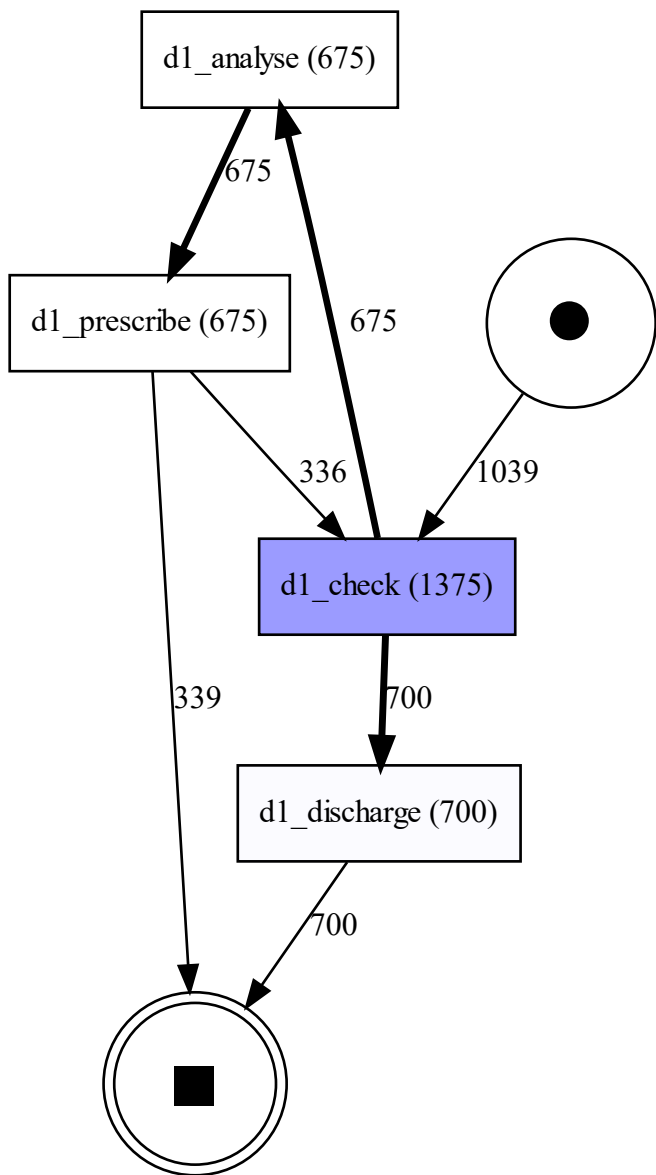 d1_analyse (675)
675
d1_prescribe (675)
675
336
1039
d1_check (1375)
339
700
d1_discharge (700)
700